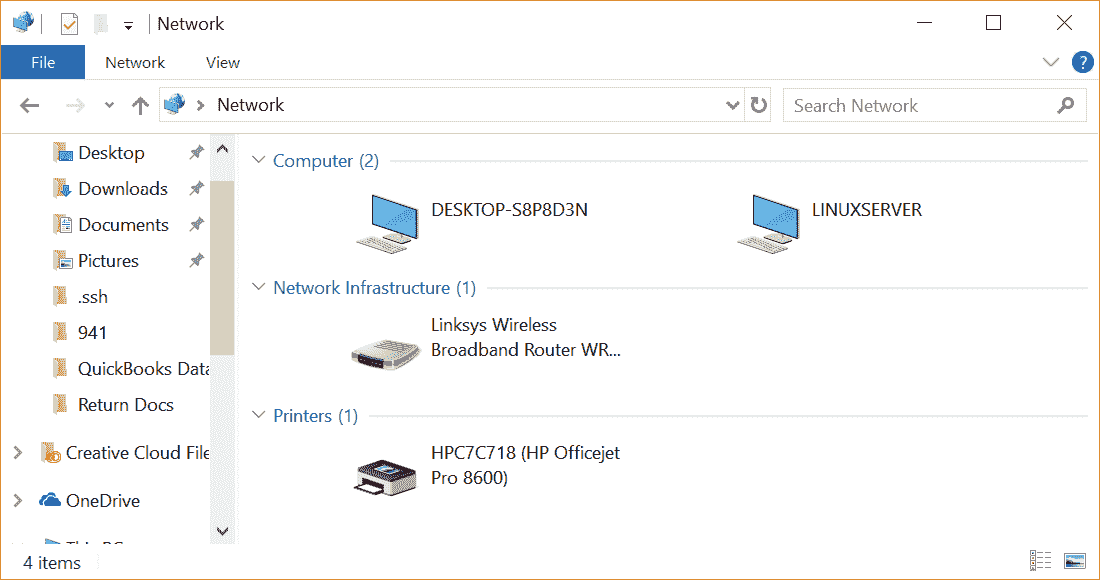 Network
File
Network
View
?
Network
Search Network
Desktop
Downloads
Documents
Pictures
.ssh
941
QuickBooks Data
Return Docs
Creative Cloud File
OneDrive
Computer (2)
DESKTOP-S8P8D3N
LINUXSERVER
Network Infrastructure (1)
Linksys Wireless
Broadband Router WR...
Printers (1)
HPC7C718 (HP Officejet
Pro 8600)
4 items